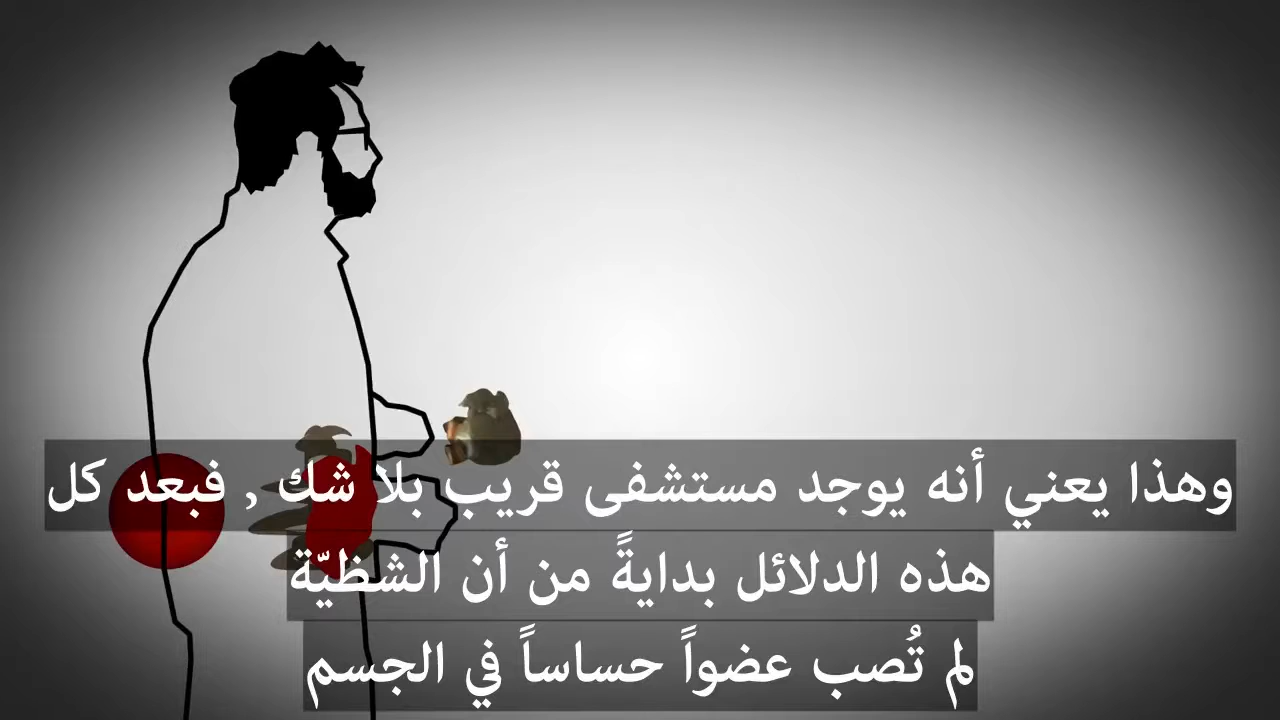 وهذا يعني أنه يوجد مستشفى قريب بلا شك , فبعد كل
هذه الدلائل بدايةً من أن الشظيّة
لم تُصب عضواً حساساً في الجسم